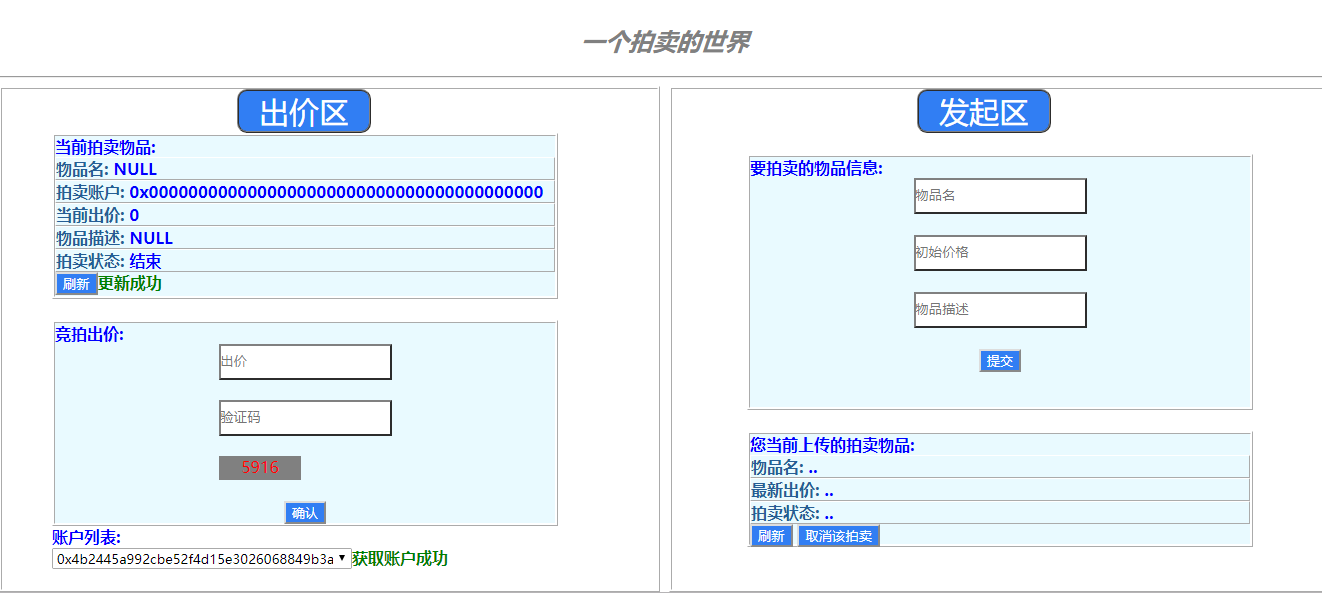 一个拍卖的世界
出价区
当前拍卖物品:
物品名: NULL
拍卖账户: 0x0000000000000000000000000000000000000000
当前出价: 0
物品描述: NULL
拍卖状态: 结束
刷新更新成功
竞拍出价:
出价
验证码
5916
确认
账户列表:
0x4b2445a992cbe52f4d15e3026068849b3a 获取账户成功
发起区
要拍卖的物品信息:
物品名
初始价格
物品描述
提交
您当前上传的拍卖物品:
物品名: ..
最新出价: ..
拍卖状态: ..
刷新 取消该拍卖